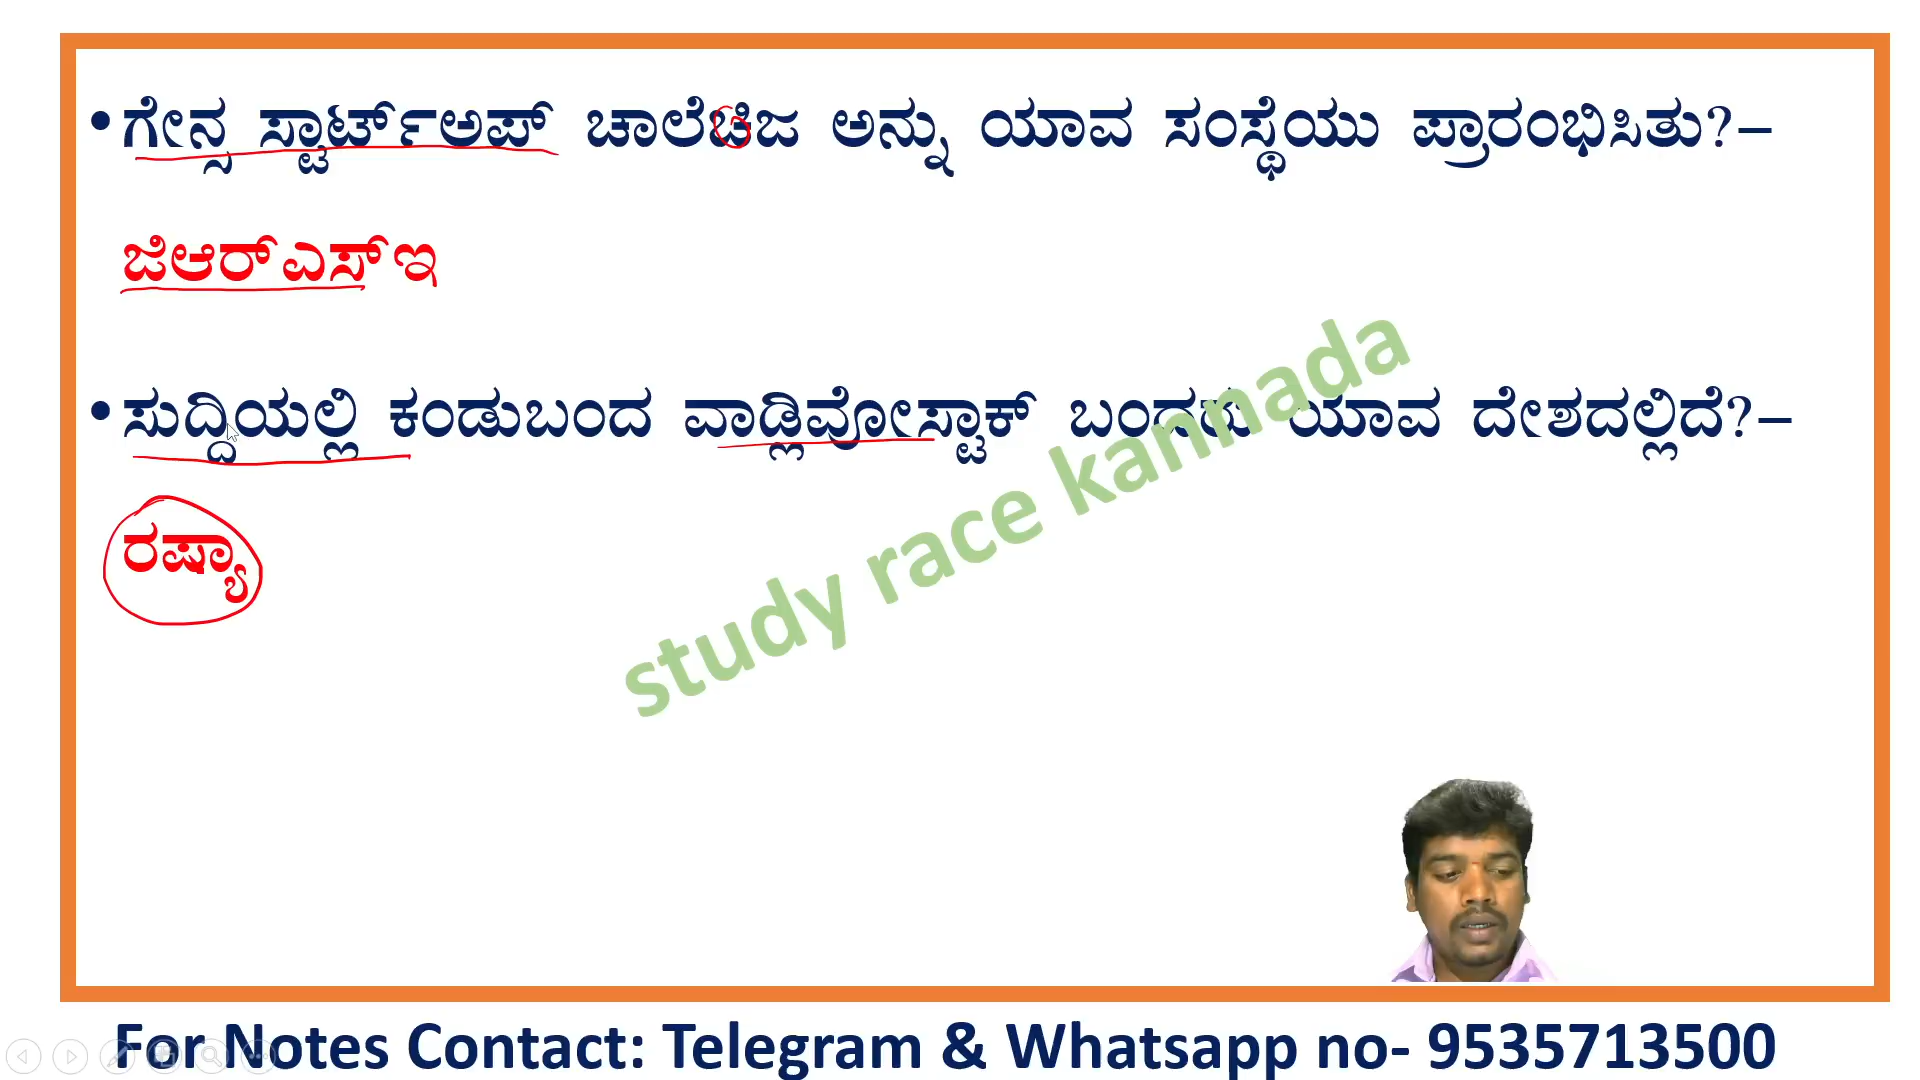 •ಗೇನ್ಸ ಸ್ಟಾರ್ಟ್‌ಅಪ್ ಚಾಲೆಚಿಜ ಅನ್ನು ಯಾವ ಸಂಸ್ಥೆಯು ಪ್ರಾರಂಭಿಸಿತು?–
ಜಿಆರ್‌ಎಸ್‌ಇ
•ಸುದ್ದಿಯಲ್ಲಿ ಕಂಡುಬಂದ ವಾಡ್ಲಿವೋಸ್ಟಾಕ್ ಬಂದರು ಯಾವ ದೇಶದಲ್ಲಿದೆ?–
ರಷ್ಯಾ
study race kannada
For Notes Contact: Telegram & Whatsapp no- 9535713500